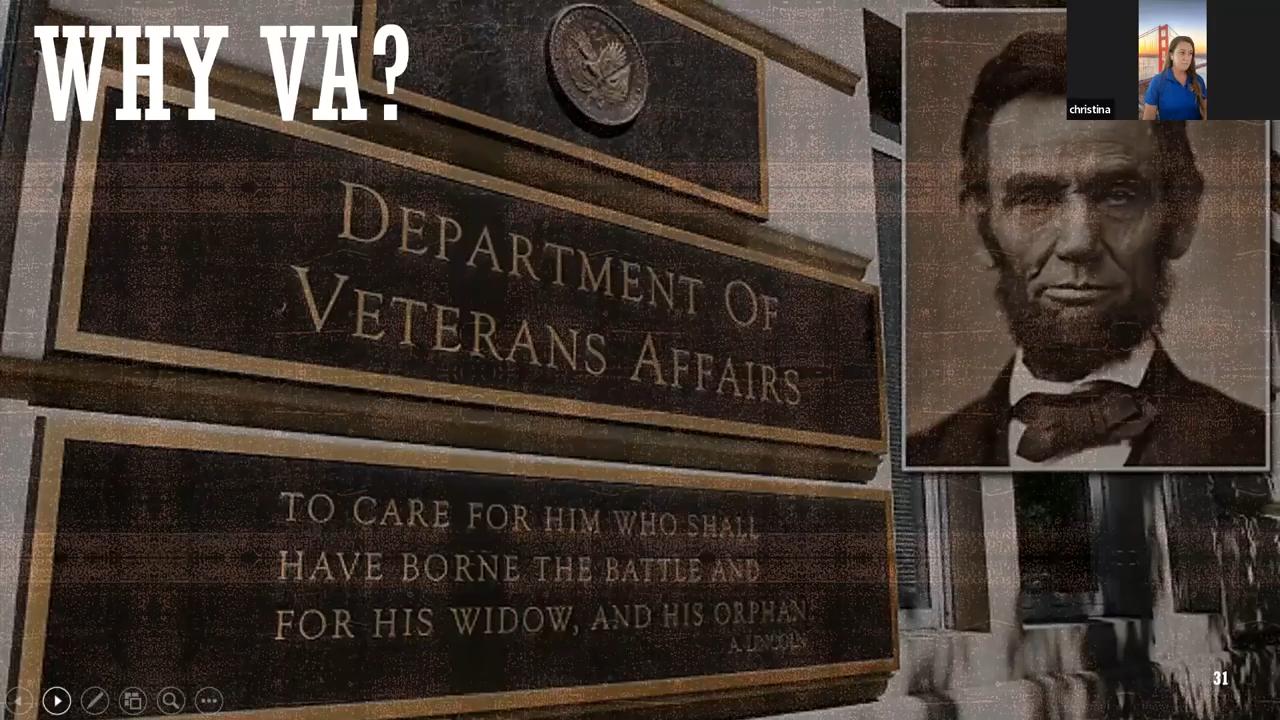 WHY VA?
christina
DEPARTMENT OF
VETERANS AFFAIRS
TO CARE FOR HIM WHO SHALL
HAVE BORNE THE BATTLE AND
FOR HIS WIDOW, AND HIS ORPHAN
A. LINCOLN
31